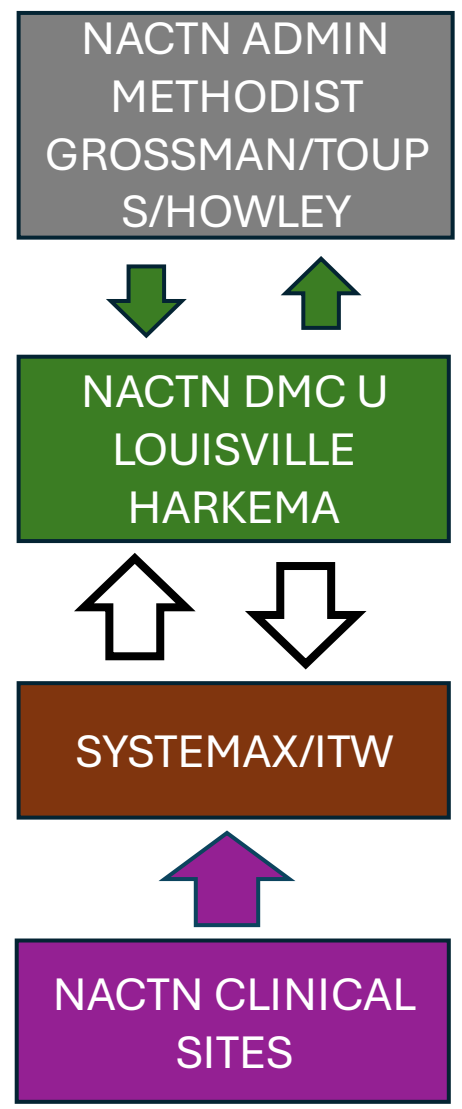 NACTN ADMIN
METHODIST
GROSSMAN/TOUP
S/HOWLEY
NACTN DMC U
LOUISVILLE
HARKEMA
SYSTEMAX/ITW
NACTN CLINICAL
SITES